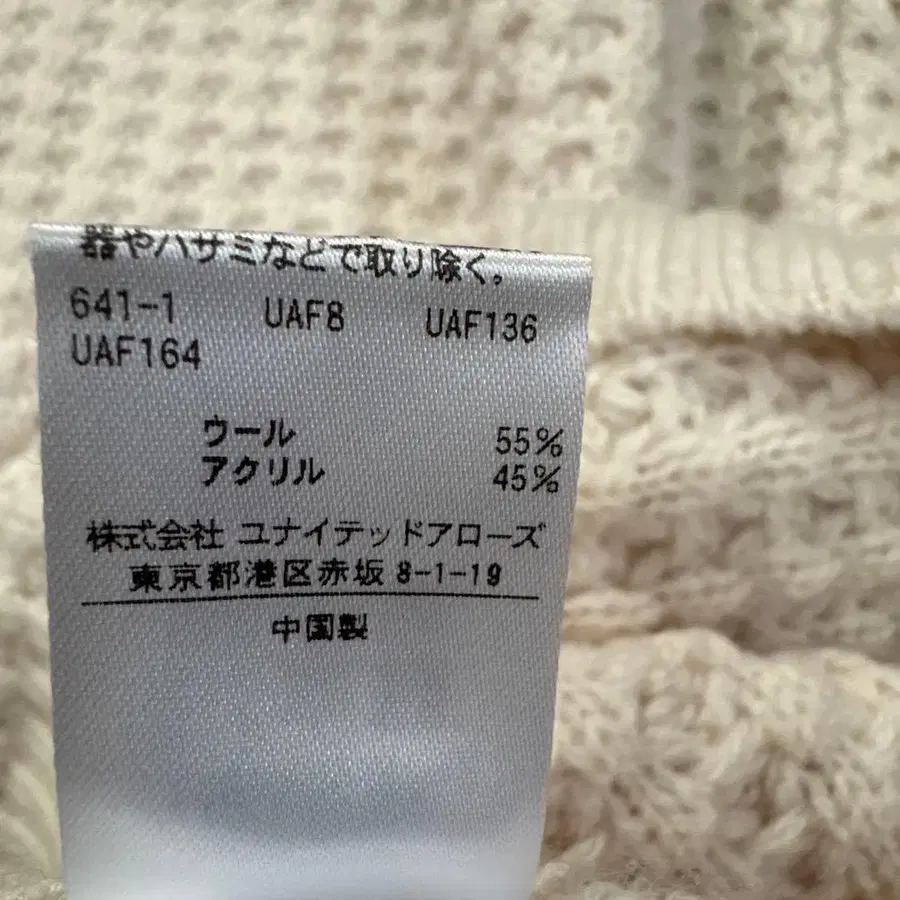 器やハサミなどで取り除く。
641-1 UAF8 UAF136
UAF164
ウール 55%
アクリル 45%
株式会社 ユナイテッドアローズ
東京都港区赤坂 8-1-19
中国製